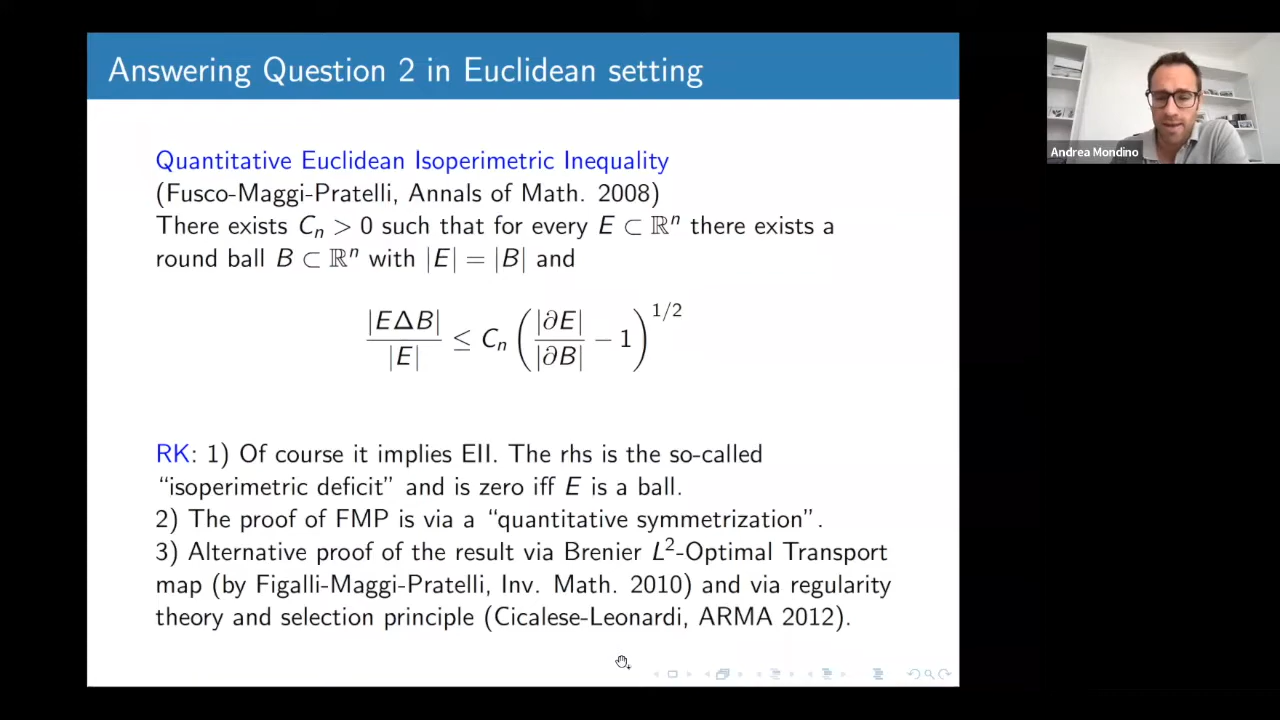 Answering Question 2 in Euclidean setting
Quantitative Euclidean Isoperimetric Inequality
(Fusco-Maggi-Pratelli, Annals of Math. 2008)
There exists Cₙ > 0 such that for every E ⊂ ℝⁿ there exists a
round ball B ⊂ ℝⁿ with |E| = |B| and
|EΔB| / |E| ≤ Cₙ (|∂E| / |∂B| − 1)^{1/2}
RK: 1) Of course it implies EII. The rhs is the so-called
“isoperimetric deficit” and is zero iff E is a ball.
2) The proof of FMP is via a “quantitative symmetrization”.
3) Alternative proof of the result via Brenier L²-Optimal Transport
map (by Figalli-Maggi-Pratelli, Inv. Math. 2010) and via regularity
theory and selection principle (Cicalese-Leonardi, ARMA 2012).
Andrea Mondino